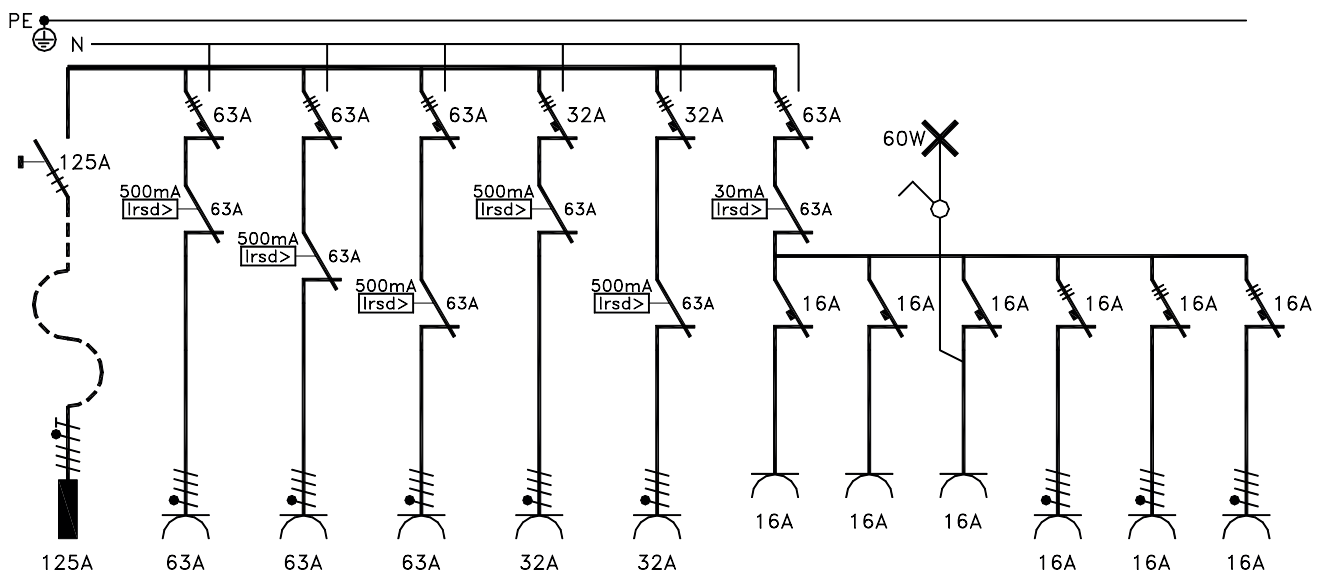 PE
N
63A 63A 63A 32A 32A 63A
60W
125A
500mA 500mA 30mA
Irsd> 63A Irsd> 63A Irsd> 63A
500mA
Irsd> 63A
500mA 500mA
Irsd> 63A Irsd> 63A 16A 16A 16A 16A 16A 16A
16A 16A 16A
125A 63A 63A 63A 32A 32A 16A 16A 16A